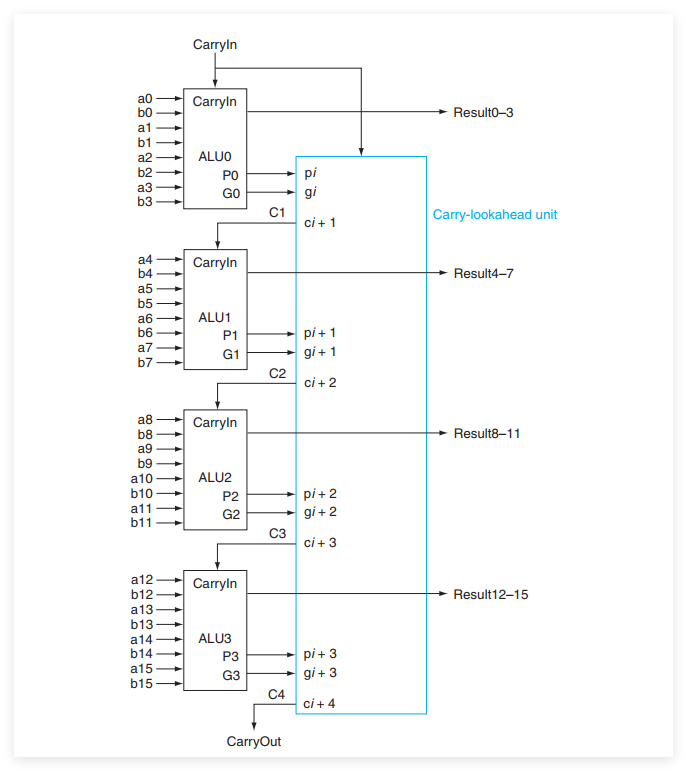 CarryIn
a0
b0
a1
b1
a2
b2
a3
b3
CarryIn
ALU0
P0
G0
Result0–3
pi
gi
Carry-lookahead unit
C1
ci + 1
a4
b4
a5
b5
a6
b6
a7
b7
CarryIn
ALU1
P1
G1
Result4–7
pi + 1
gi + 1
C2
ci + 2
a8
b8
a9
b9
a10
b10
a11
b11
CarryIn
ALU2
P2
G2
Result8–11
pi + 2
gi + 2
C3
ci + 3
a12
b12
a13
b13
a14
b14
a15
b15
CarryIn
ALU3
P3
G3
Result12–15
pi + 3
gi + 3
C4
ci + 4
CarryOut